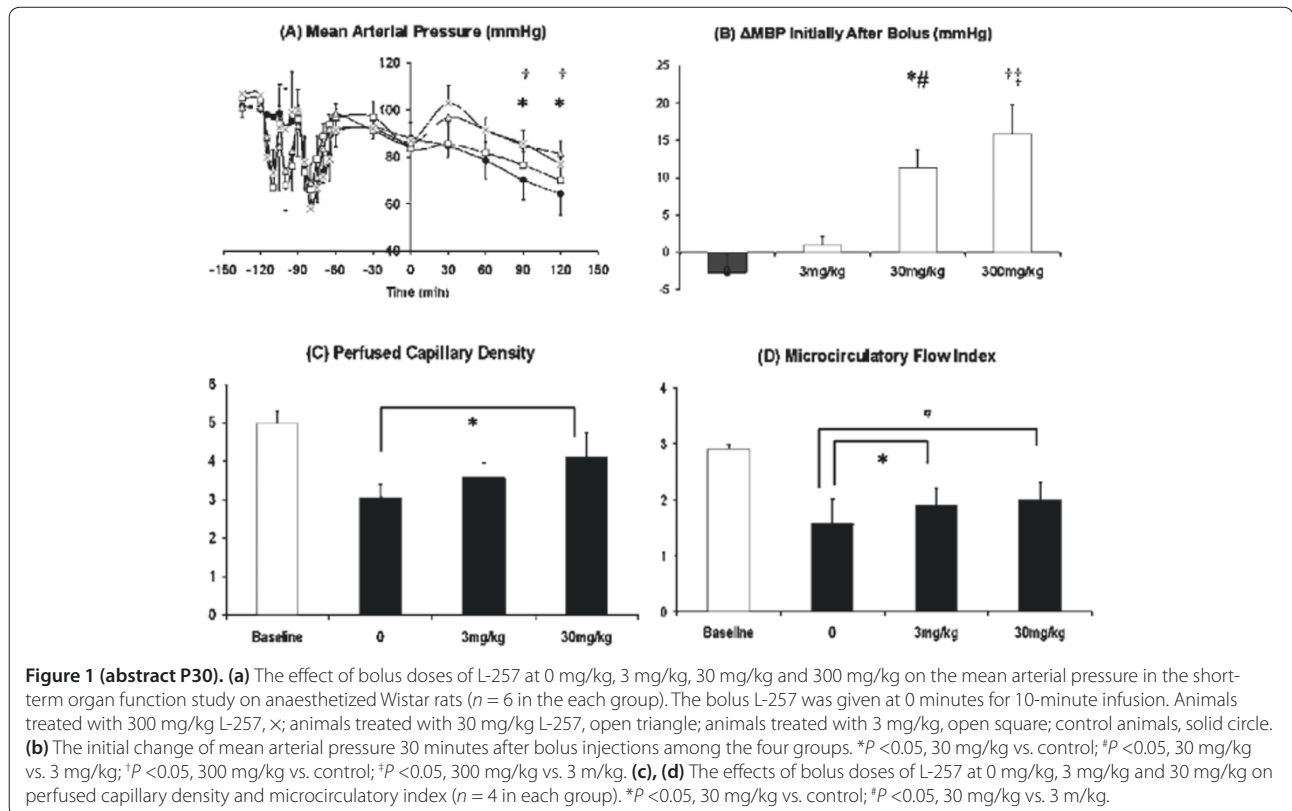 (A) Mean Arterial Pressure (mmHg)
120
100
80
60
40
† †
* *
-150 -120 -90 -60 -30 0 30 60 90 120 150
Time (min)
(B) ΔMBP Initially After Bolus (mmHg)
25
20
15
10
5
0
-5
*#
†‡
0 3mg/kg 30mg/kg 300mg/kg
(C) Perfused Capillary Density
6
5
4
3
2
1
0
*
Baseline 0 3mg/kg 30mg/kg
(D) Microcirculatory Flow Index
4
3
2
1
0
*
Baseline 0 3mg/kg 30mg/kg
Figure 1 (abstract P30). (a) The effect of bolus doses of L-257 at 0 mg/kg, 3 mg/kg, 30 mg/kg and 300 mg/kg on the mean arterial pressure in the short-
term organ function study on anaesthetized Wistar rats (n = 6 in the each group). The bolus L-257 was given at 0 minutes for 10-minute infusion. Animals
treated with 300 mg/kg L-257, ×; animals treated with 30 mg/kg L-257, open triangle; animals treated with 3 mg/kg, open square; control animals, solid circle.
(b) The initial change of mean arterial pressure 30 minutes after bolus injections among the four groups. *P <0.05, 30 mg/kg vs. control; #P <0.05, 30 mg/kg
vs. 3 mg/kg; †P <0.05, 300 mg/kg vs. control; ‡P <0.05, 300 mg/kg vs. 3 m/kg. (c), (d) The effects of bolus doses of L-257 at 0 mg/kg, 3 mg/kg and 30 mg/kg on
perfused capillary density and microcirculatory index (n = 4 in each group). *P <0.05, 30 mg/kg vs. control; #P <0.05, 30 mg/kg vs. 3 m/kg.